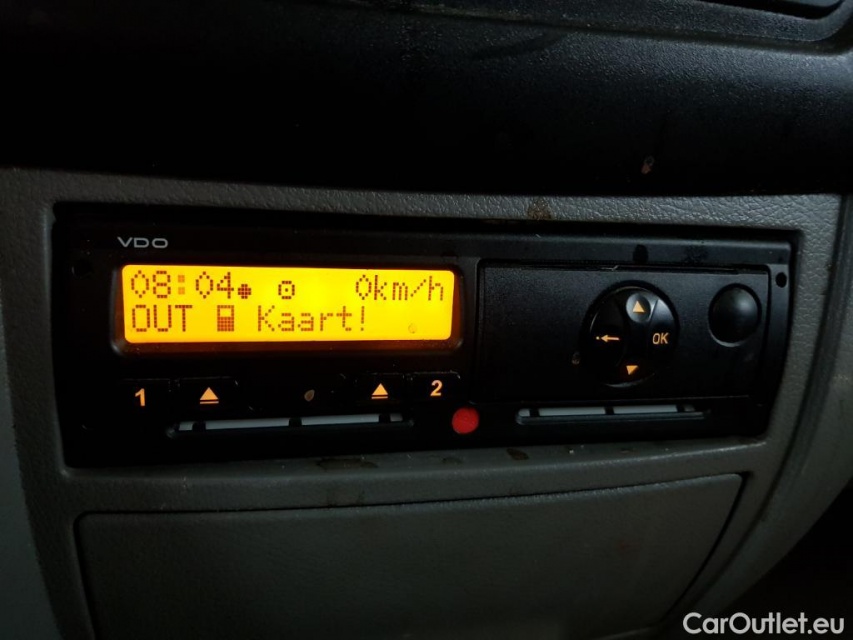 VDO
08:04 0km/h
OUT Kaart!
1 2
OK
CarOutlet.eu